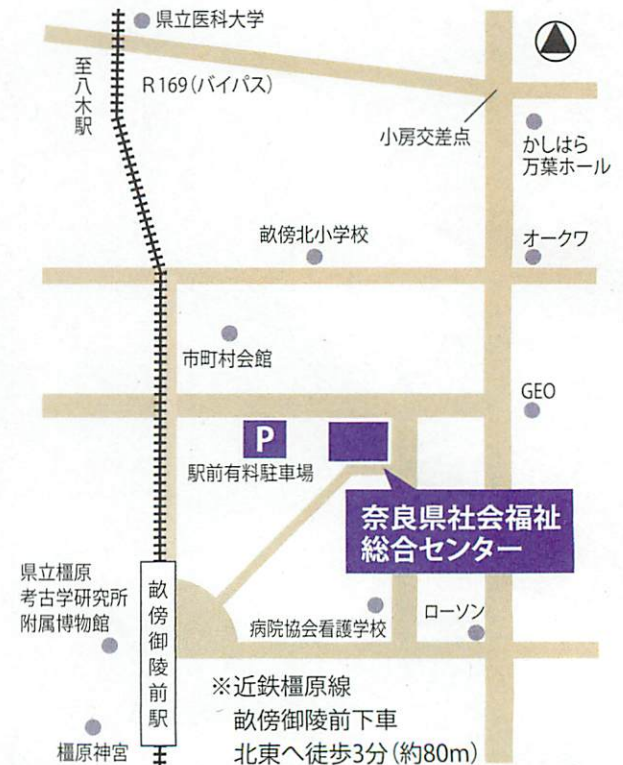 県立医科大学
至八木駅
R169(バイパス)
小房交差点
かしはら
万葉ホール
畝傍北小学校
オークワ
市町村会館
GEO
P
駅前有料駐車場
奈良県社会福祉
総合センター
県立橿原
考古学研究所
附属博物館
畝傍御陵前駅
病院協会看護学校
ローソン
橿原神宮
※近鉄橿原線
畝傍御陵前下車
北東へ徒歩3分(約80m)